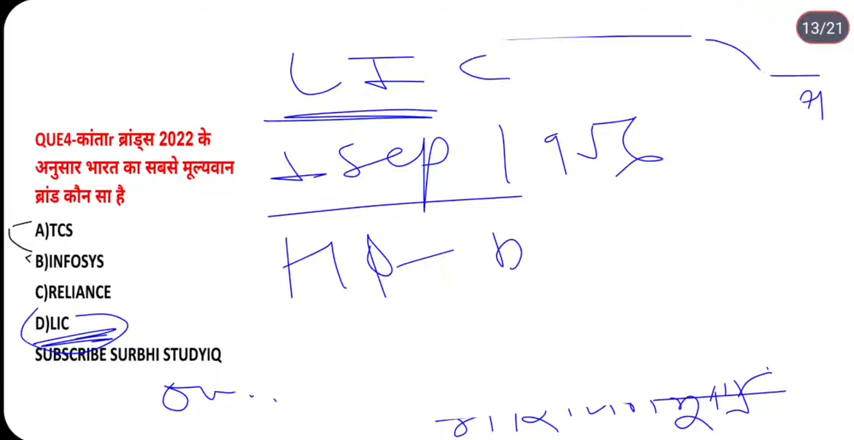 13/21
LIC
QUE4-कांताr ब्रांड्स 2022 के
अनुसार भारत का सबसे मूल्यवान
ब्रांड कौन सा है
1 Sep 1956
A)TCS
B)INFOSYS
C)RELIANCE
D)LIC
SUBSCRIBE SURBHI STUDYIQ